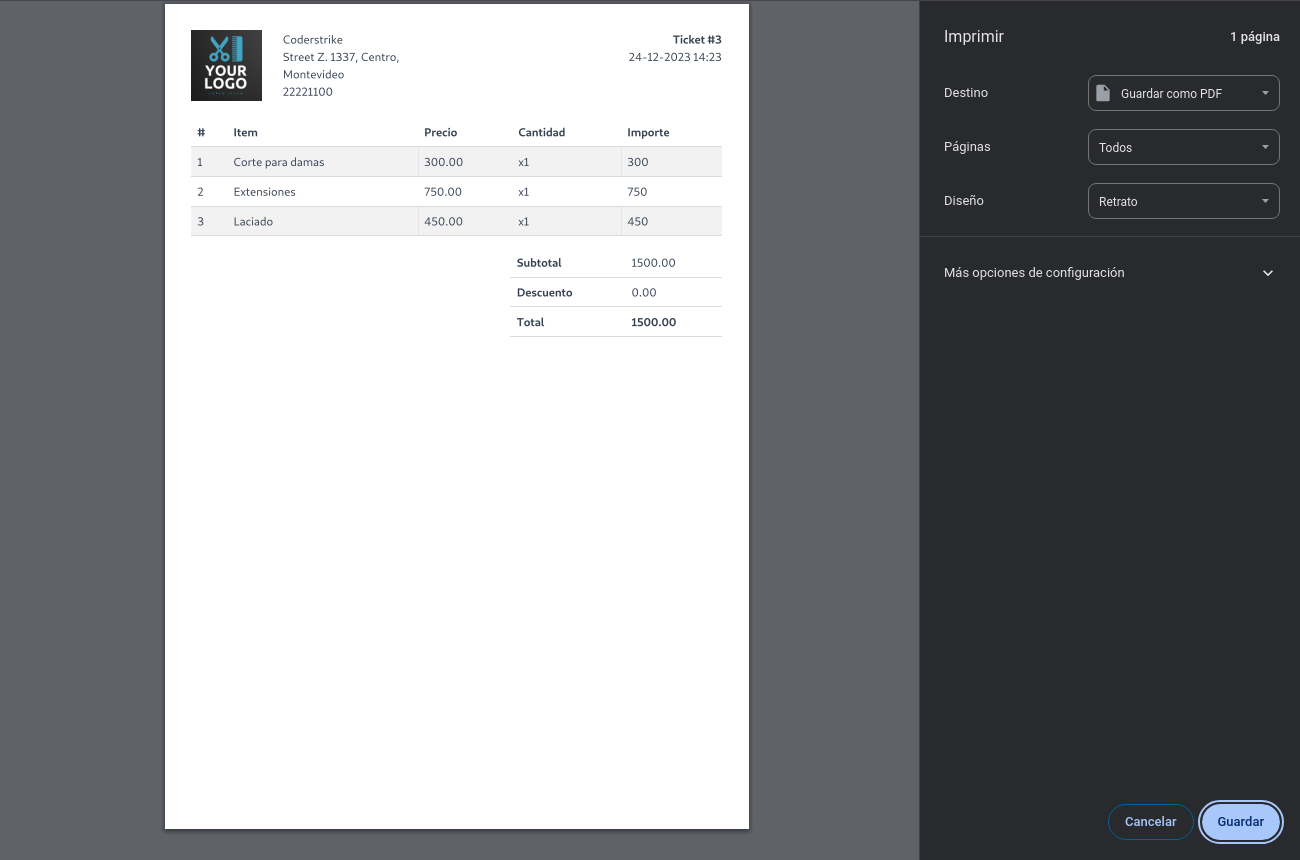 YOUR
LOGO
Coderstrike
Street Z. 1337, Centro,
Montevideo
22221100
Ticket #3
24-12-2023 14:23
# Item Precio Cantidad Importe
1 Corte para damas 300.00 x1 300
2 Extensiones 750.00 x1 750
3 Laciado 450.00 x1 450
Subtotal 1500.00
Descuento 0.00
Total 1500.00
Imprimir 1 página
Destino Guardar como PDF
Páginas Todos
Diseño Retrato
Más opciones de configuración
Cancelar Guardar